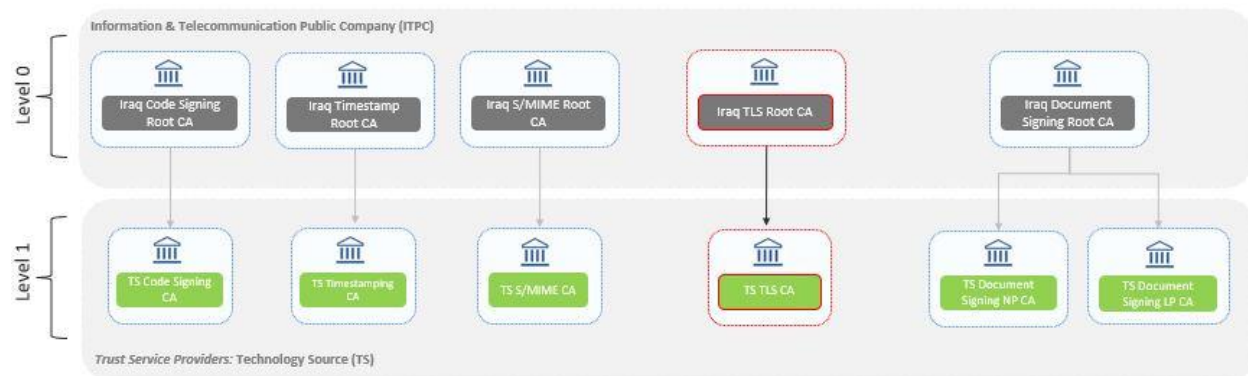 Information & Telecommunication Public Company (ITPC)
Level 0
Iraq Code Signing
Root CA
Iraq Timestamp
Root CA
Iraq S/MIME Root
CA
Iraq TLS Root CA
Iraq Document
Signing Root CA
Level 1
TS Code Signing
CA
TS Timestamping
CA
TS S/MIME CA
TS TLS CA
TS Document
Signing NP CA
TS Document
Signing LP CA
Trust Service Providers: Technology Source (TS)